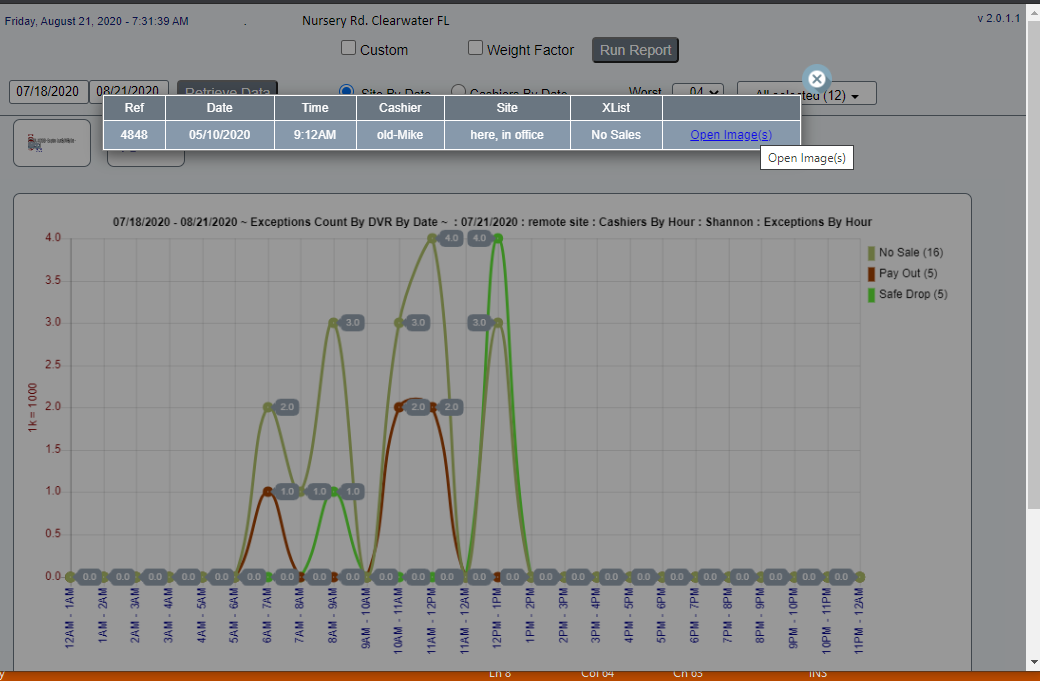 Friday, August 21, 2020 - 7:31:39 AM . Nursery Rd. Clearwater FL v 2.0.1.1
Custom Weight Factor Run Report
07/18/2020 08/21/2020 Retrieve Data Site By Date Cashiers By Date Worst 04 All selected (12)
Ref Date Time Cashier Site XList
4848 05/10/2020 9:12AM old-Mike here, in office No Sales Open Image(s)
Open Image(s)
07/18/2020 - 08/21/2020 ~ Exceptions Count By DVR By Date ~ : 07/21/2020 : remote site : Cashiers By Hour : Shannon : Exceptions By Hour
4.0 4.0 4.0
No Sale (16)
Pay Out (5)
Safe Drop (5)
3.5
3.0 3.0 3.0 3.0
2.5
2.0 2.0 2.0 2.0
1k = 1000
1.5
1.0 1.0 1.0 1.0
0.5
0.0 0.0 0.0 0.0 0.0 0.0 0.0 0.0 0.0 0.0 0.0 0.0 0.0 0.0 0.0 0.0 0.0 0.0 0.0 0.0 0.0 0.0 0.0 0.0 0.0
12AM - 1AM
1AM - 2AM
2AM - 3AM
3AM - 4AM
4AM - 5AM
5AM - 6AM
6AM - 7AM
7AM - 8AM
8AM - 9AM
9AM - 10AM
10AM - 11AM
11AM - 12PM
11AM - 12AM
12PM - 1PM
1PM - 2PM
2PM - 3PM
3PM - 4PM
4PM - 5PM
5PM - 6PM
6PM - 7PM
7PM - 8PM
8PM - 9PM
9PM - 10PM
10PM - 11PM
11PM - 12AM
Ln 8 Col 64 Ch 63 INS